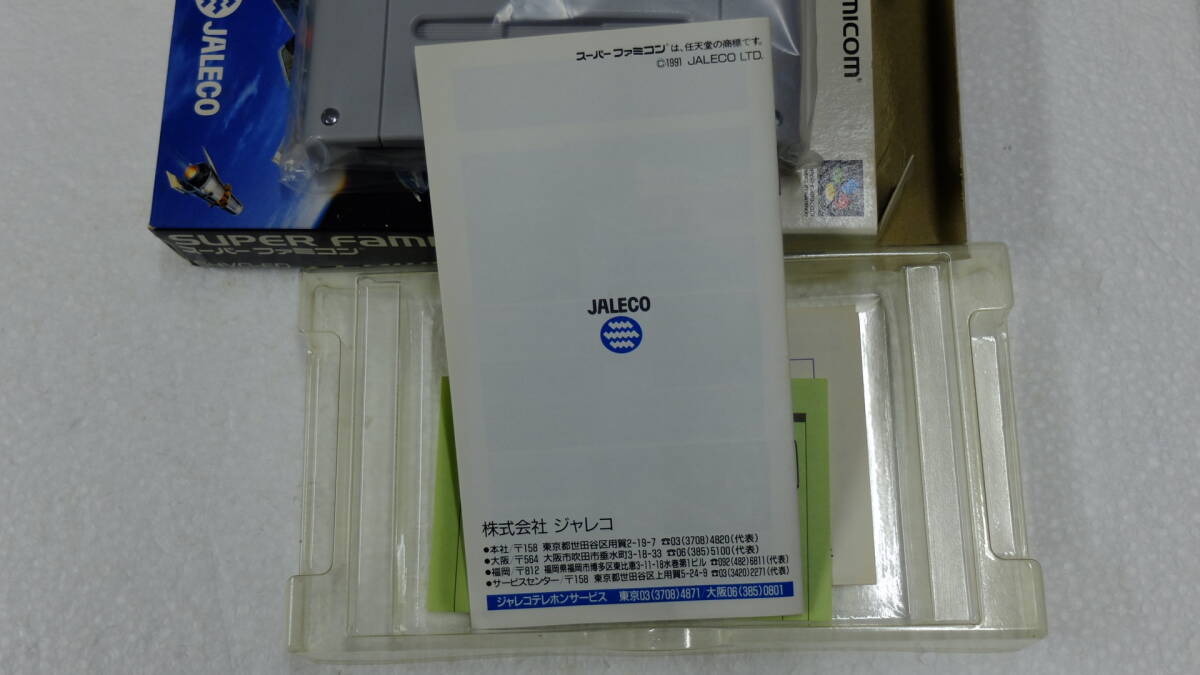 JALECO
AMICOM
SUPER FAM
スーパーファミコン
スーパーファミコンは、任天堂の商標です。
©1991 JALECO LTD.
JALECO
株式会社 ジャレコ
●本社/〒158 東京都世田谷区用賀2-19-7 ☎03(3708)4820(代表)
●大阪/〒564 大阪市吹田市垂水町3-18-33 ☎06(385)5100(代表)
●福岡/〒812 福岡県福岡市博多区東比恵3-11-18水巻第1ビル ☎092(482)6811(代表)
●サービスセンター/〒158 東京都世田谷区上用賀5-24-9 ☎03(3420)2271(代表)
ジャレコテレホンサービス 東京03(3708)4871/大阪06(385)0801